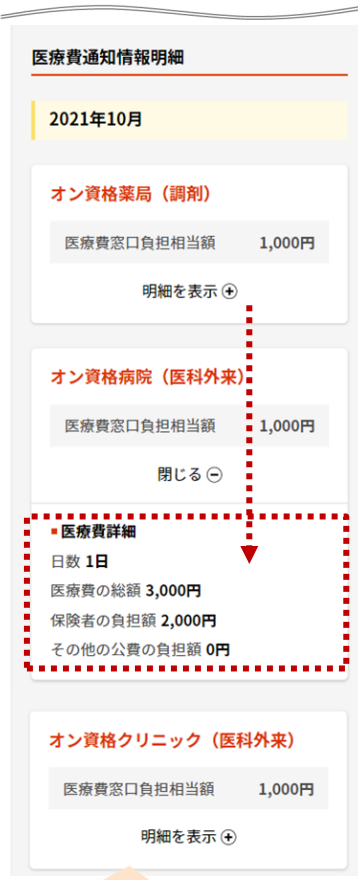 医療費通知情報明細
2021年10月
オン資格薬局（調剤）
医療費窓口負担相当額 1,000円
明細を表示
オン資格病院（医科外来）
医療費窓口負担相当額 1,000円
閉じる
医療費詳細
日数 1日
医療費の総額 3,000円
保険者の負担額 2,000円
その他の公費の負担額 0円
オン資格クリニック（医科外来）
医療費窓口負担相当額 1,000円
明細を表示